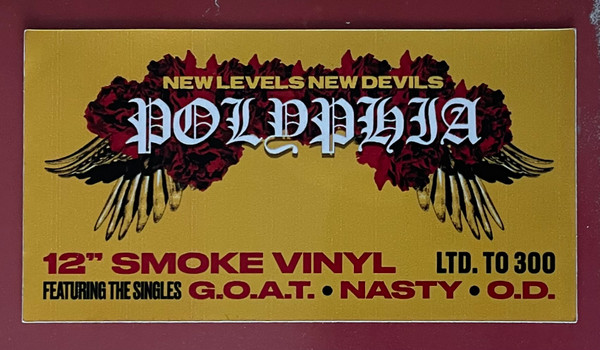 NEW LEVELS NEW DEVILS
POLYPHIA
12” SMOKE VINYL LTD. TO 300
FEATURING THE SINGLES G.O.A.T. • NASTY • O.D.